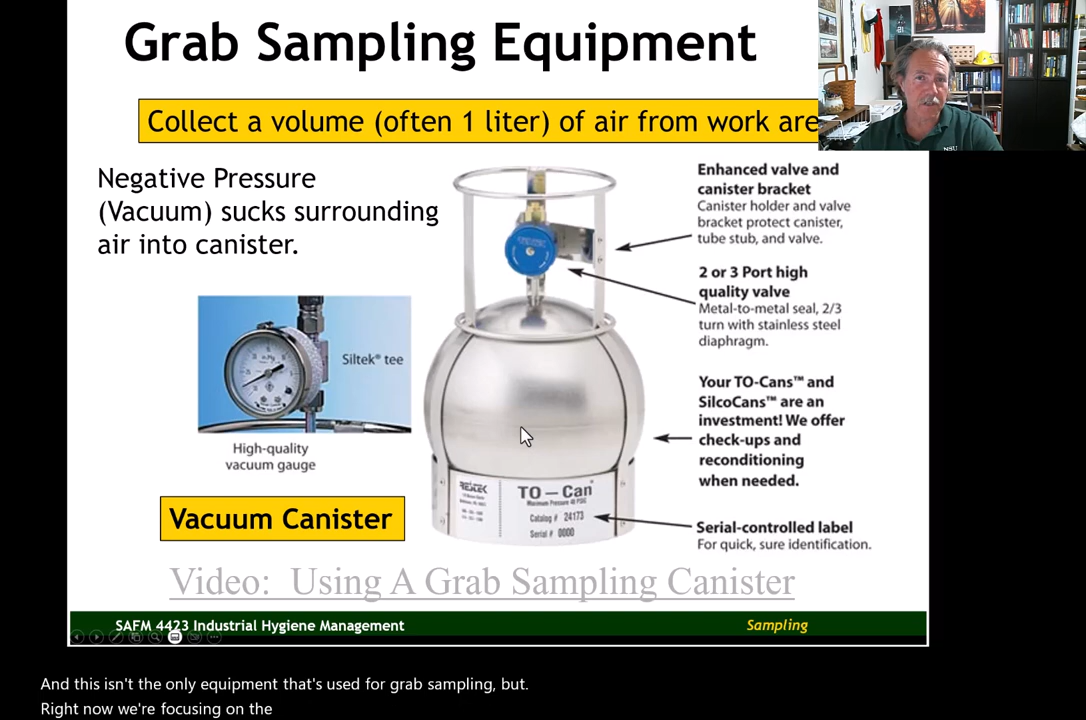 Grab Sampling Equipment
Collect a volume (often 1 liter) of air from work are
Negative Pressure
(Vacuum) sucks surrounding
air into canister.
Enhanced valve and
canister bracket
Canister holder and valve
bracket protect canister,
tube stub, and valve.
2 or 3 Port high
quality valve
Metal-to-metal seal, 2/3
turn with stainless steel
diaphragm.
Siltek® tee
High-quality
vacuum gauge
Your TO-Cans™ and
SilcoCans™ are an
investment! We offer
check-ups and
reconditioning
when needed.
RESTEK
TO-Can®
Maximum Pressure 40 PSIG
Catalog # 24173
Serial # 0000
Serial-controlled label
For quick, sure identification.
Vacuum Canister
Video: Using A Grab Sampling Canister
SAFM 4423 Industrial Hygiene Management
Sampling
And this isn't the only equipment that's used for grab sampling, but.
Right now we're focusing on the